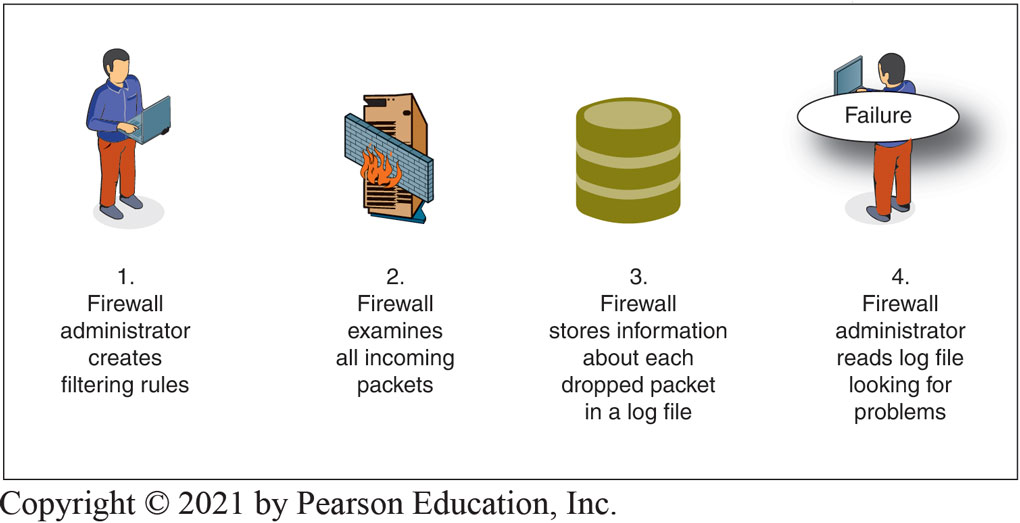 Failure
1.
Firewall
administrator
creates
filtering rules
2.
Firewall
examines
all incoming
packets
3.
Firewall
stores information
about each
dropped packet
in a log file
4.
Firewall
administrator
reads log file
looking for
problems
Copyright © 2021 by Pearson Education, Inc.